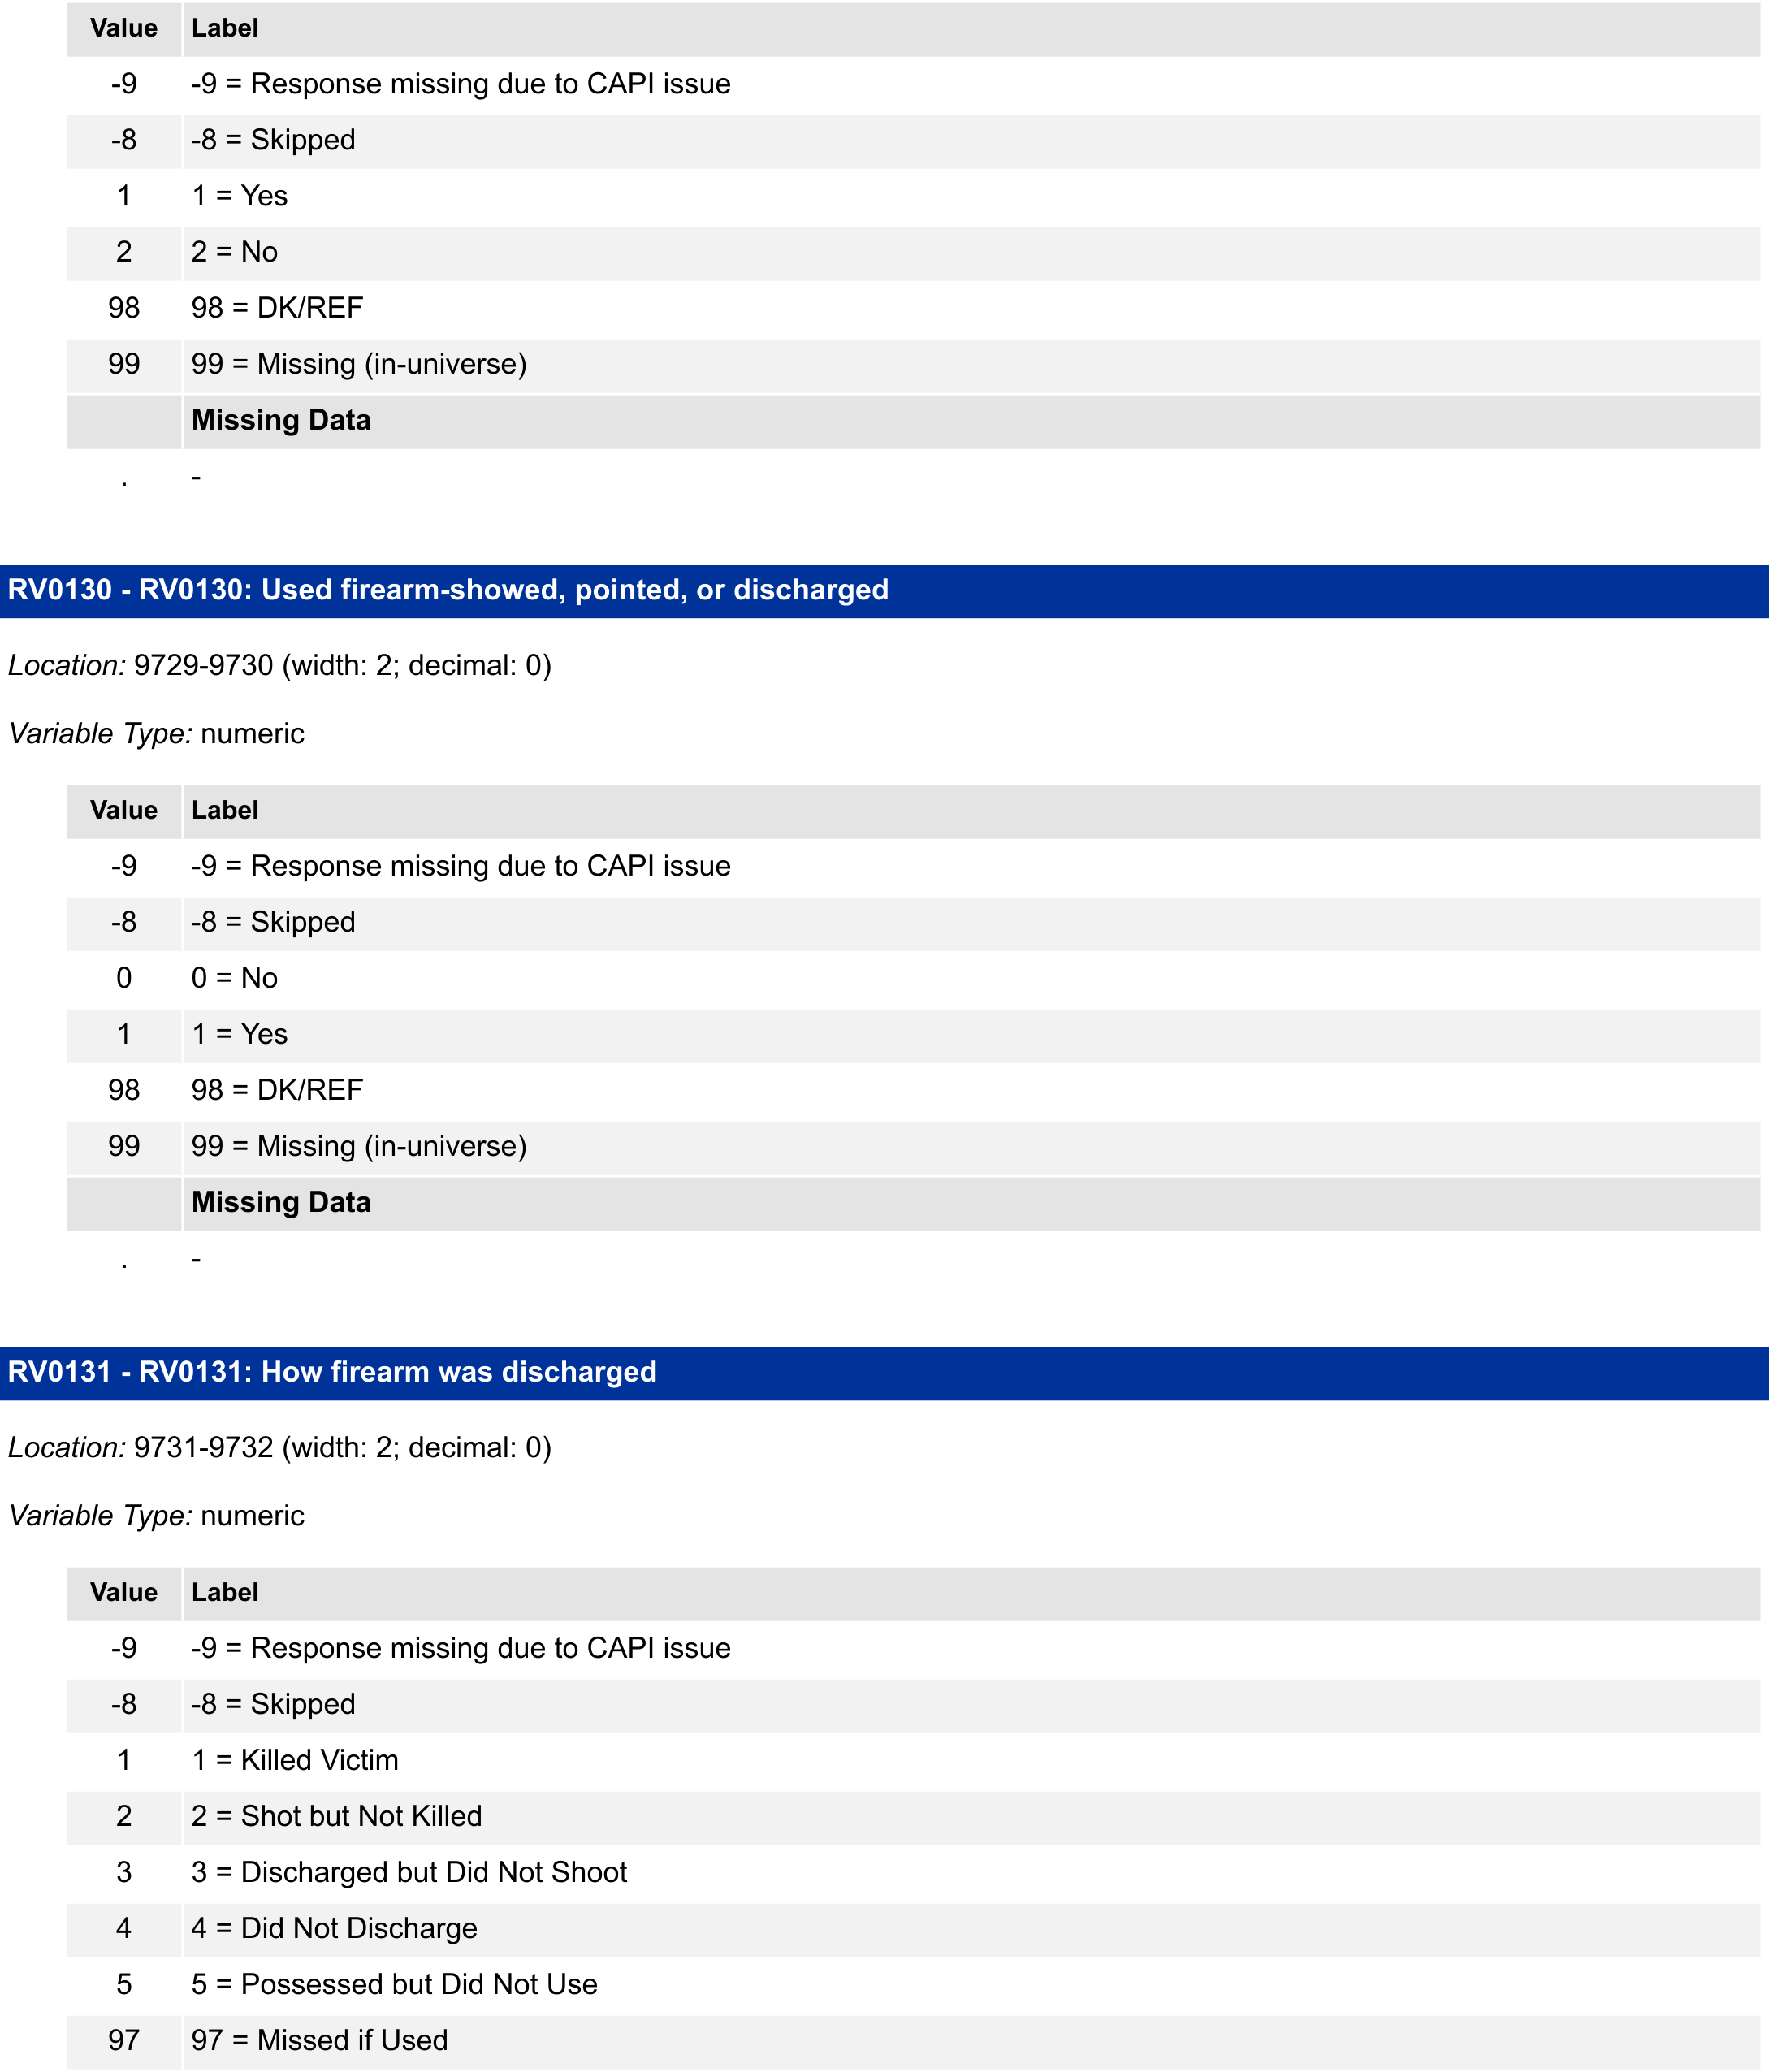 Value Label
-9 -9 = Response missing due to CAPI issue
-8 -8 = Skipped
1 1 = Yes
2 2 = No
98 98 = DK/REF
99 99 = Missing (in-universe)
Missing Data
. -
RV0130 - RV0130: Used firearm-showed, pointed, or discharged
Location: 9729-9730 (width: 2; decimal: 0)
Variable Type: numeric
Value Label
-9 -9 = Response missing due to CAPI issue
-8 -8 = Skipped
0 0 = No
1 1 = Yes
98 98 = DK/REF
99 99 = Missing (in-universe)
Missing Data
. -
RV0131 - RV0131: How firearm was discharged
Location: 9731-9732 (width: 2; decimal: 0)
Variable Type: numeric
Value Label
-9 -9 = Response missing due to CAPI issue
-8 -8 = Skipped
1 1 = Killed Victim
2 2 = Shot but Not Killed
3 3 = Discharged but Did Not Shoot
4 4 = Did Not Discharge
5 5 = Possessed but Did Not Use
97 97 = Missed if Used